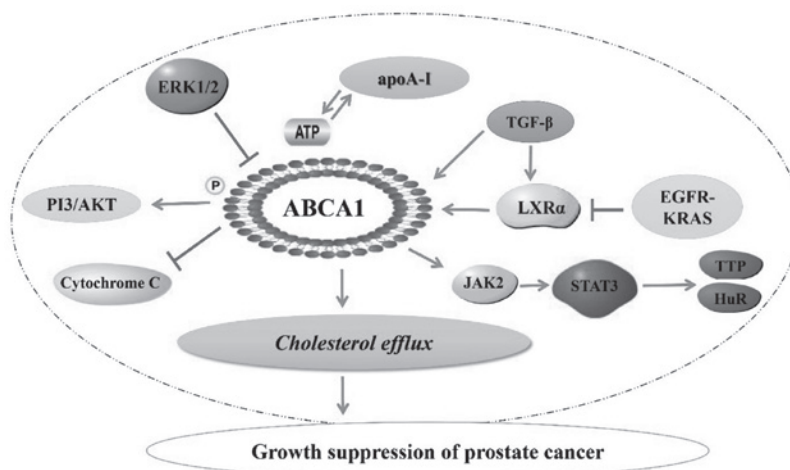 ERK1/2
apoA-I
ATP
TGF-β
P
PI3/AKT
ABCA1
LXRα
EGFR-
KRAS
Cytochrome C
JAK2
STAT3
TTP
HuR
Cholesterol efflux
Growth suppression of prostate cancer